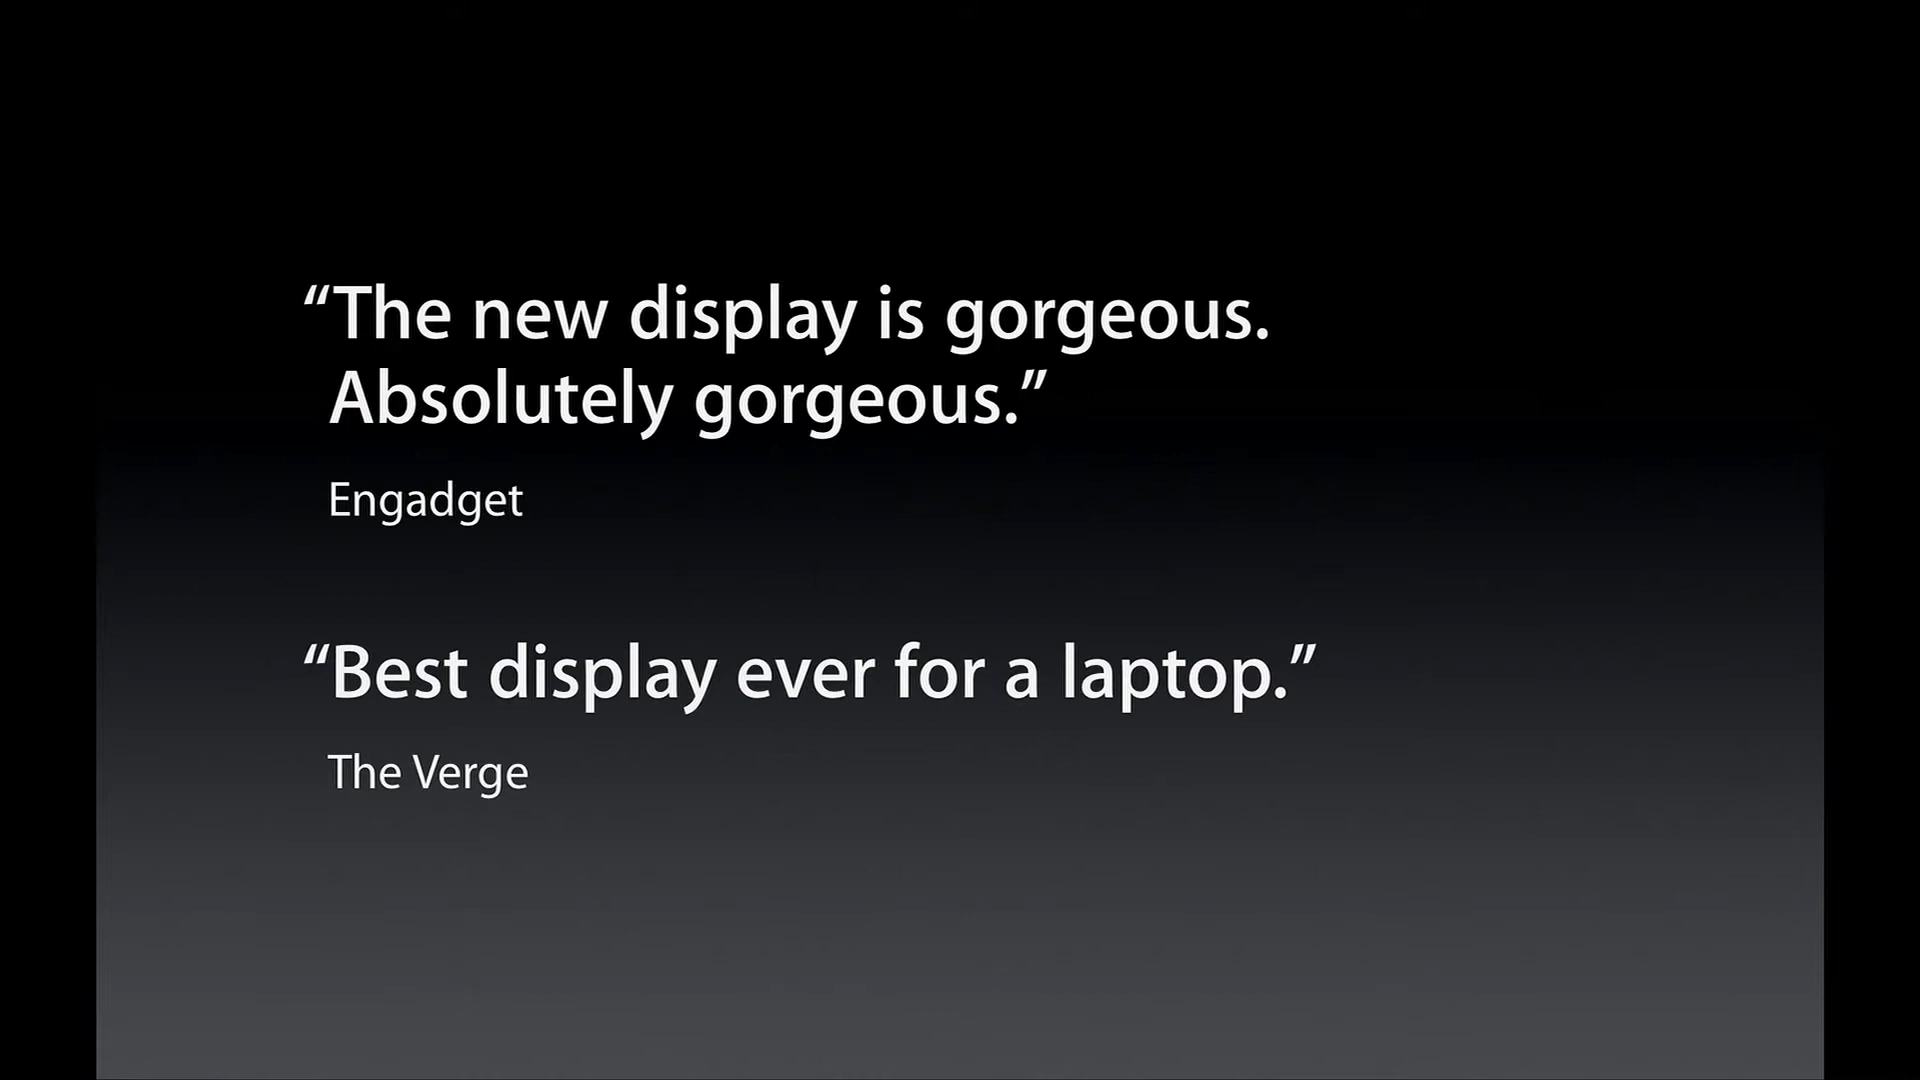 “The new display is gorgeous.
Absolutely gorgeous.”
Engadget
“Best display ever for a laptop.”
The Verge